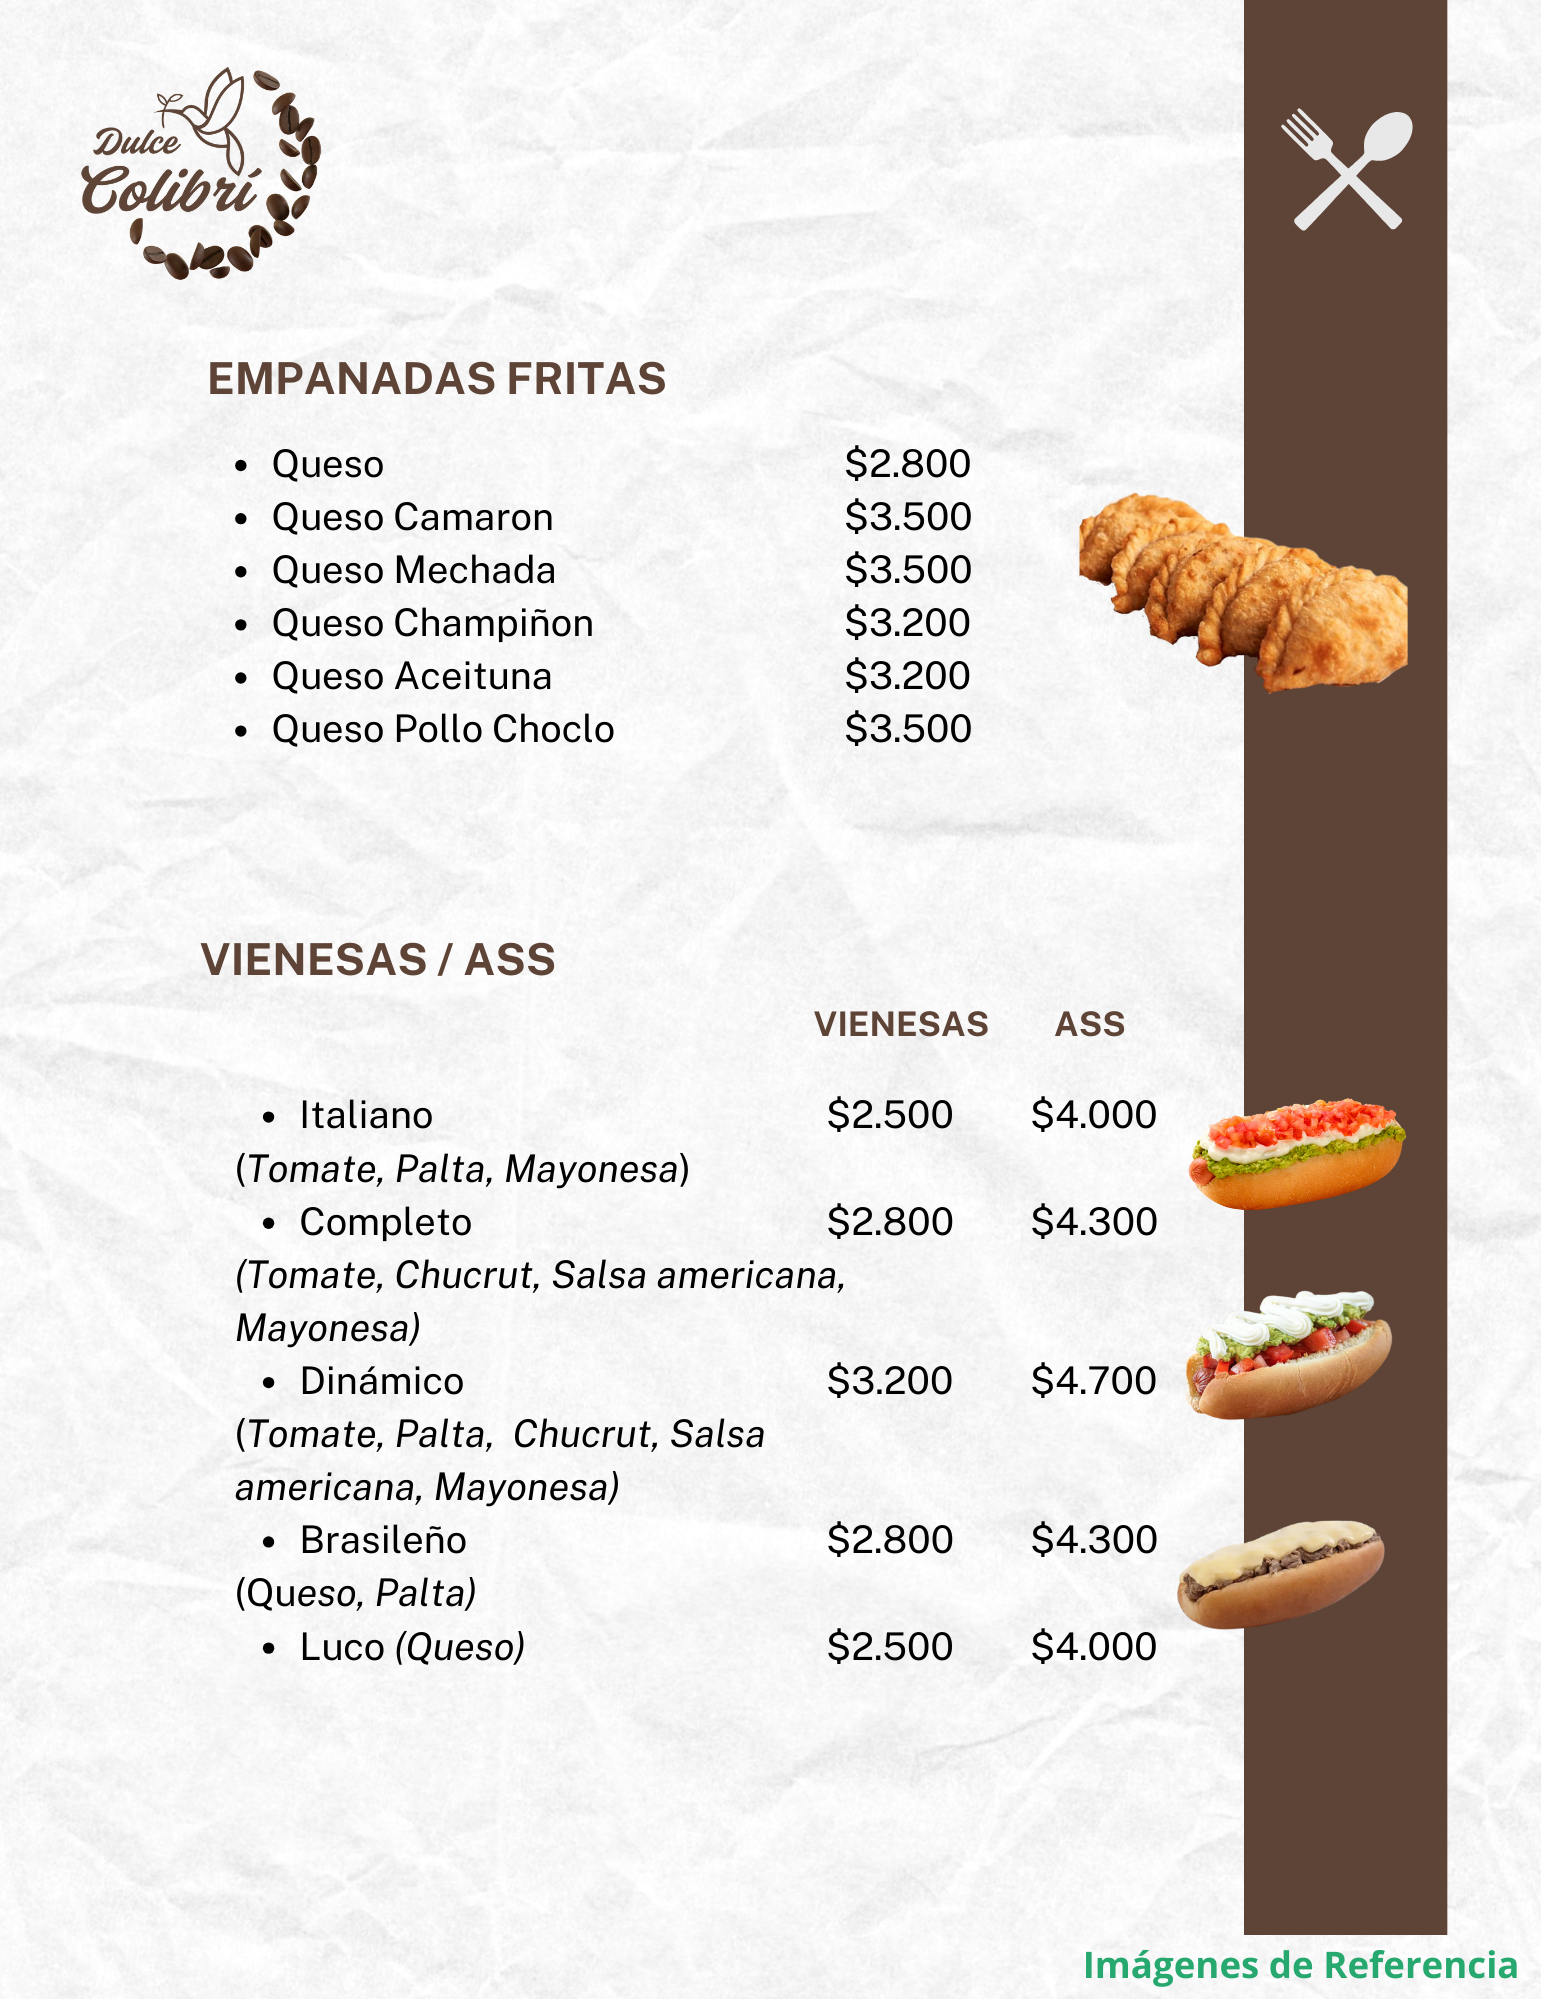 Dulce
Colibrí
EMPANADAS FRITAS
• Queso $2.800
• Queso Camaron $3.500
• Queso Mechada $3.500
• Queso Champiñon $3.200
• Queso Aceituna $3.200
• Queso Pollo Choclo $3.500
VIENESAS / ASS
VIENESAS ASS
• Italiano $2.500 $4.000
(Tomate, Palta, Mayonesa)
• Completo $2.800 $4.300
(Tomate, Chucrut, Salsa americana,
Mayonesa)
• Dinámico $3.200 $4.700
(Tomate, Palta, Chucrut, Salsa
americana, Mayonesa)
• Brasileño $2.800 $4.300
(Queso, Palta)
• Luco (Queso) $2.500 $4.000
Imágenes de Referencia